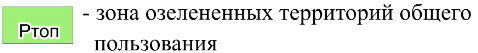 Ртоп - зона озелененных территорий общего
пользования